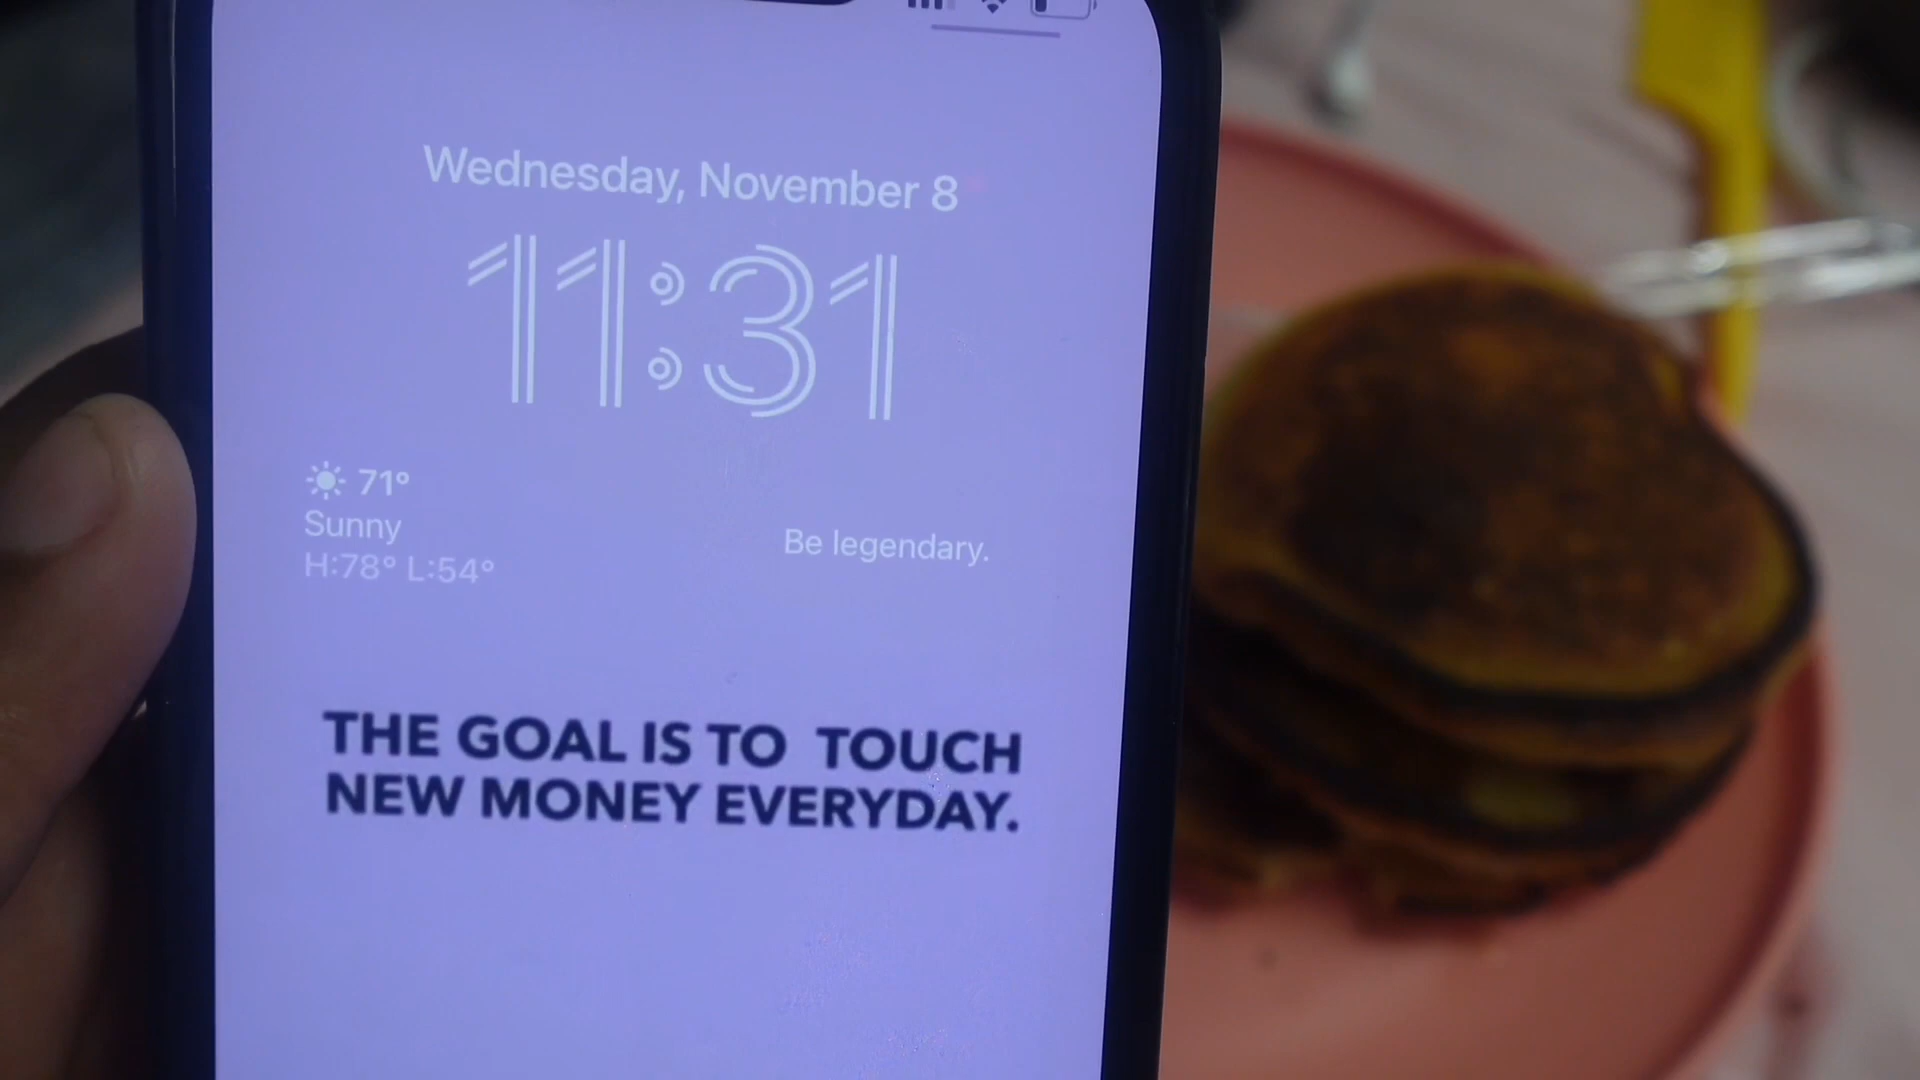 Wednesday, November 8
11:31
71°
Sunny
H:78° L:54°
Be legendary.
THE GOAL IS TO TOUCH
NEW MONEY EVERYDAY.